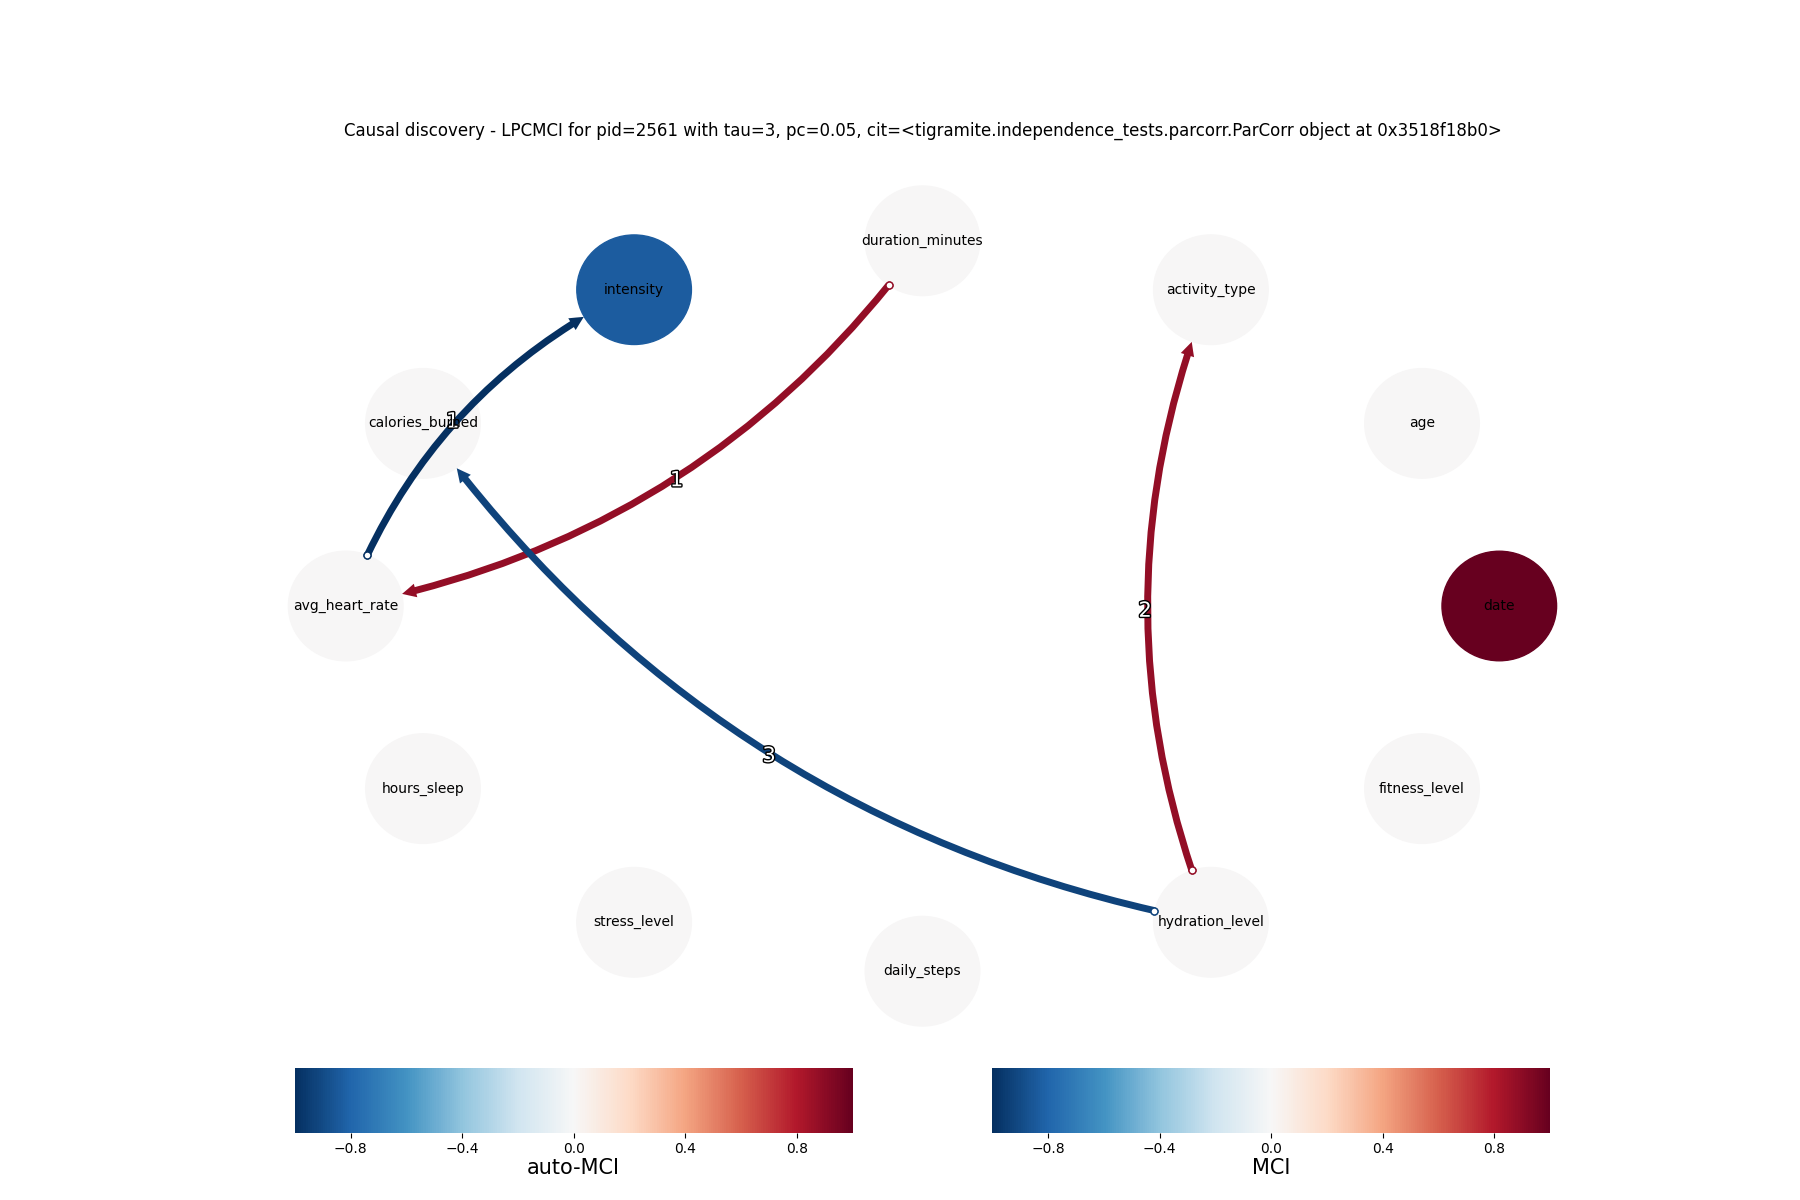 Causal discovery - LPCMCI for pid=2561 with tau=3, pc=0.05, cit=<tigramite.independence_tests.parcorr.ParCorr object at 0x3518f18b0>
duration_minutes
intensity
activity_type
calories_burned
1
age
1
avg_heart_rate
2
date
3
hours_sleep
fitness_level
stress_level
hydration_level
daily_steps
−0.8 −0.4 0.0 0.4 0.8
auto-MCI
−0.8 −0.4 0.0 0.4 0.8
MCI